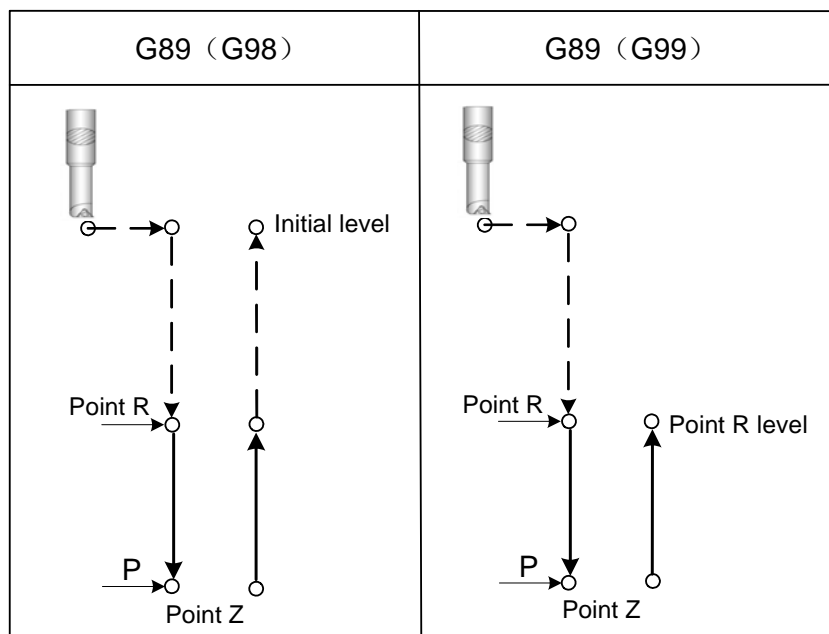 G89（G98）
G89（G99）
Initial level
Point R
P
Point Z
Point R
Point R level
P
Point Z